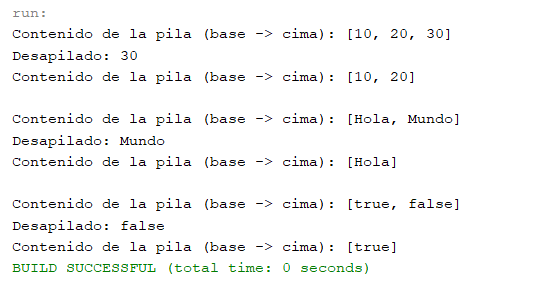 run:
Contenido de la pila (base -> cima): [10, 20, 30]
Desapilado: 30
Contenido de la pila (base -> cima): [10, 20]
Contenido de la pila (base -> cima): [Hola, Mundo]
Desapilado: Mundo
Contenido de la pila (base -> cima): [Hola]
Contenido de la pila (base -> cima): [true, false]
Desapilado: false
Contenido de la pila (base -> cima): [true]
BUILD SUCCESSFUL (total time: 0 seconds)